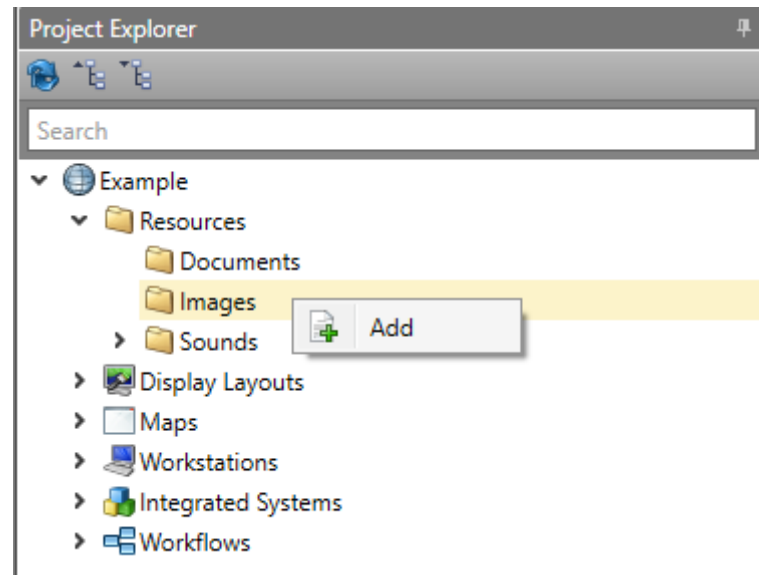 Project Explorer
Search
Example
Resources
Documents
Images
Add
Sounds
Display Layouts
Maps
Workstations
Integrated Systems
Workflows